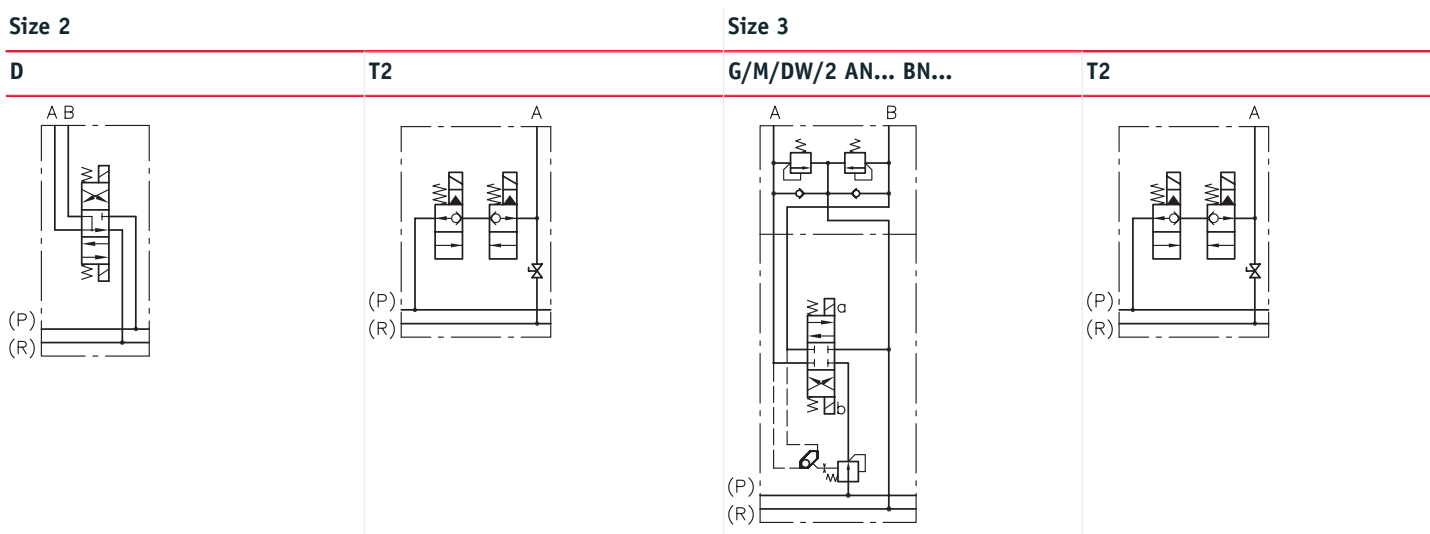 Size 2
Size 3
D
T2
G/M/DW/2 AN... BN...
T2
A B
(P)
(R)
A
(P)
(R)
A
B
a
b
(P)
(R)
A
(P)
(R)